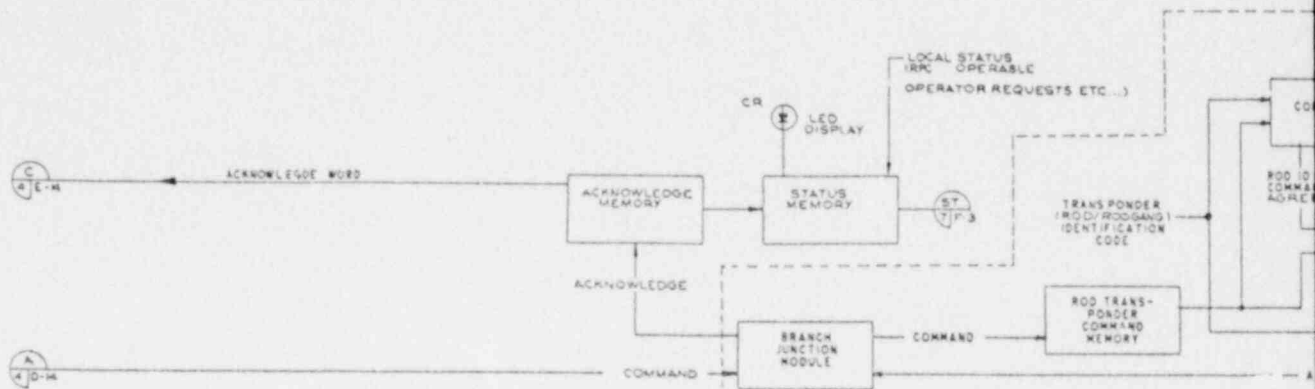 LOCAL STATUS
(RPC OPERABLE
OPERATOR REQUESTS ETC...)
CR
LED
DISPLAY
C
4 E-14
ACKNOWLEGDE WORD
ACKNOWLEDGE
MEMORY
STATUS
MEMORY
ST
7 F-3
TRANSPONDER
(ROD/RODGANG)
IDENTIFICATION
CODE
ROD ID
COMMA
AGREE
ACKNOWLEDGE
ROD TRANS-
PONDER
COMMAND
MEMORY
BRANCH
JUNCTION
MODULE
COMMAND
A
4 D-14
COMMAND
A